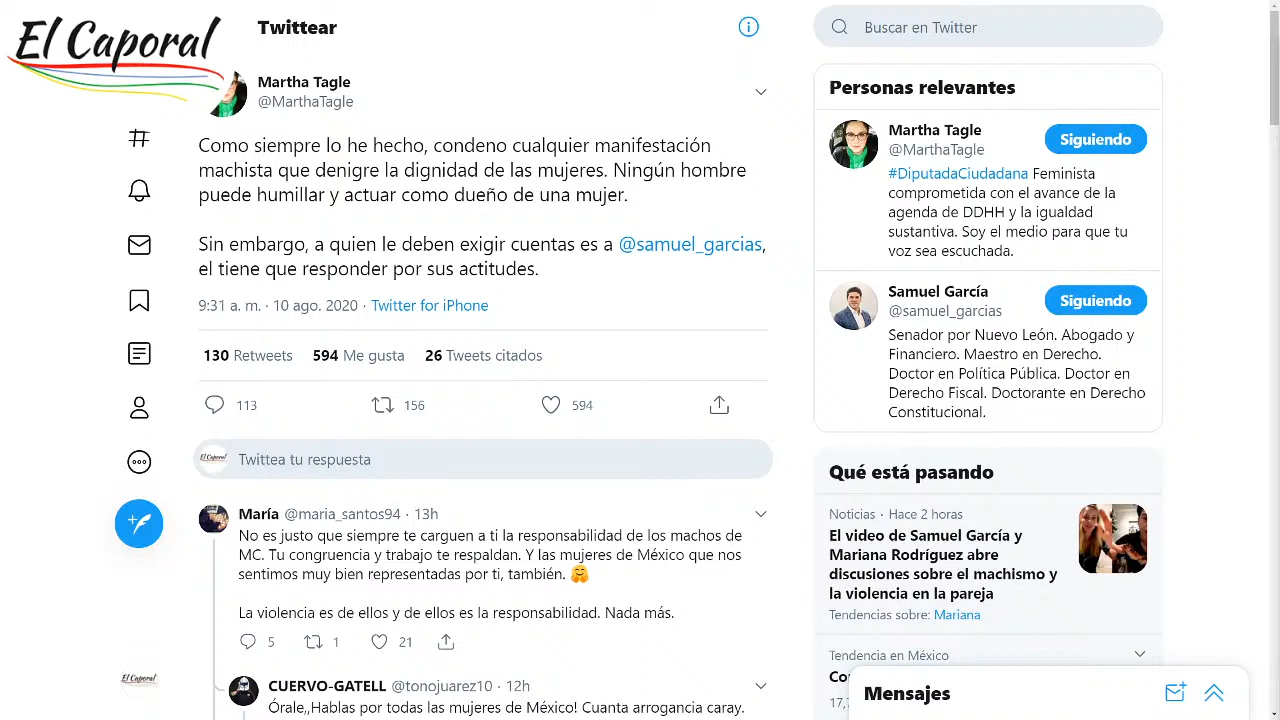 El Caporal
Twittear
Martha Tagle
@MarthaTagle
Como siempre lo he hecho, condeno cualquier manifestación
machista que denigre la dignidad de las mujeres. Ningún hombre
puede humillar y actuar como dueño de una mujer.
Sin embargo, a quien le deben exigir cuentas es a @samuel_garcias,
el tiene que responder por sus actitudes.
9:31 a. m. · 10 ago. 2020 · Twitter for iPhone
130 Retweets 594 Me gusta 26 Tweets citados
113 156 594
El Caporal
Twittea tu respuesta
María @maria_santos94 · 13h
No es justo que siempre te carguen a ti la responsabilidad de los machos de
MC. Tu congruencia y trabajo te respaldan. Y las mujeres de México que nos
sentimos muy bien representadas por ti, también. 🤗
La violencia es de ellos y de ellos es la responsabilidad. Nada más.
5 1 21
El Caporal
CUERVO-GATELL @tonojuarez10 · 12h
Órale,,Hablas por todas las mujeres de México! Cuanta arrogancia caray.
Buscar en Twitter
Personas relevantes
Martha Tagle
@MarthaTagle
Siguiendo
#DiputadaCiudadana Feminista
comprometida con el avance de la
agenda de DDHH y la igualdad
sustantiva. Soy el medio para que tu
voz sea escuchada.
Samuel García
@samuel_garcias
Siguiendo
Senador por Nuevo León. Abogado y
Financiero. Maestro en Derecho.
Doctor en Política Pública. Doctor en
Derecho Fiscal. Doctorante en Derecho
Constitucional.
Qué está pasando
Noticias · Hace 2 horas
El video de Samuel García y
Mariana Rodríguez abre
discusiones sobre el machismo y
la violencia en la pareja
Tendencias sobre: Mariana
Tendencia en México
Mensajes